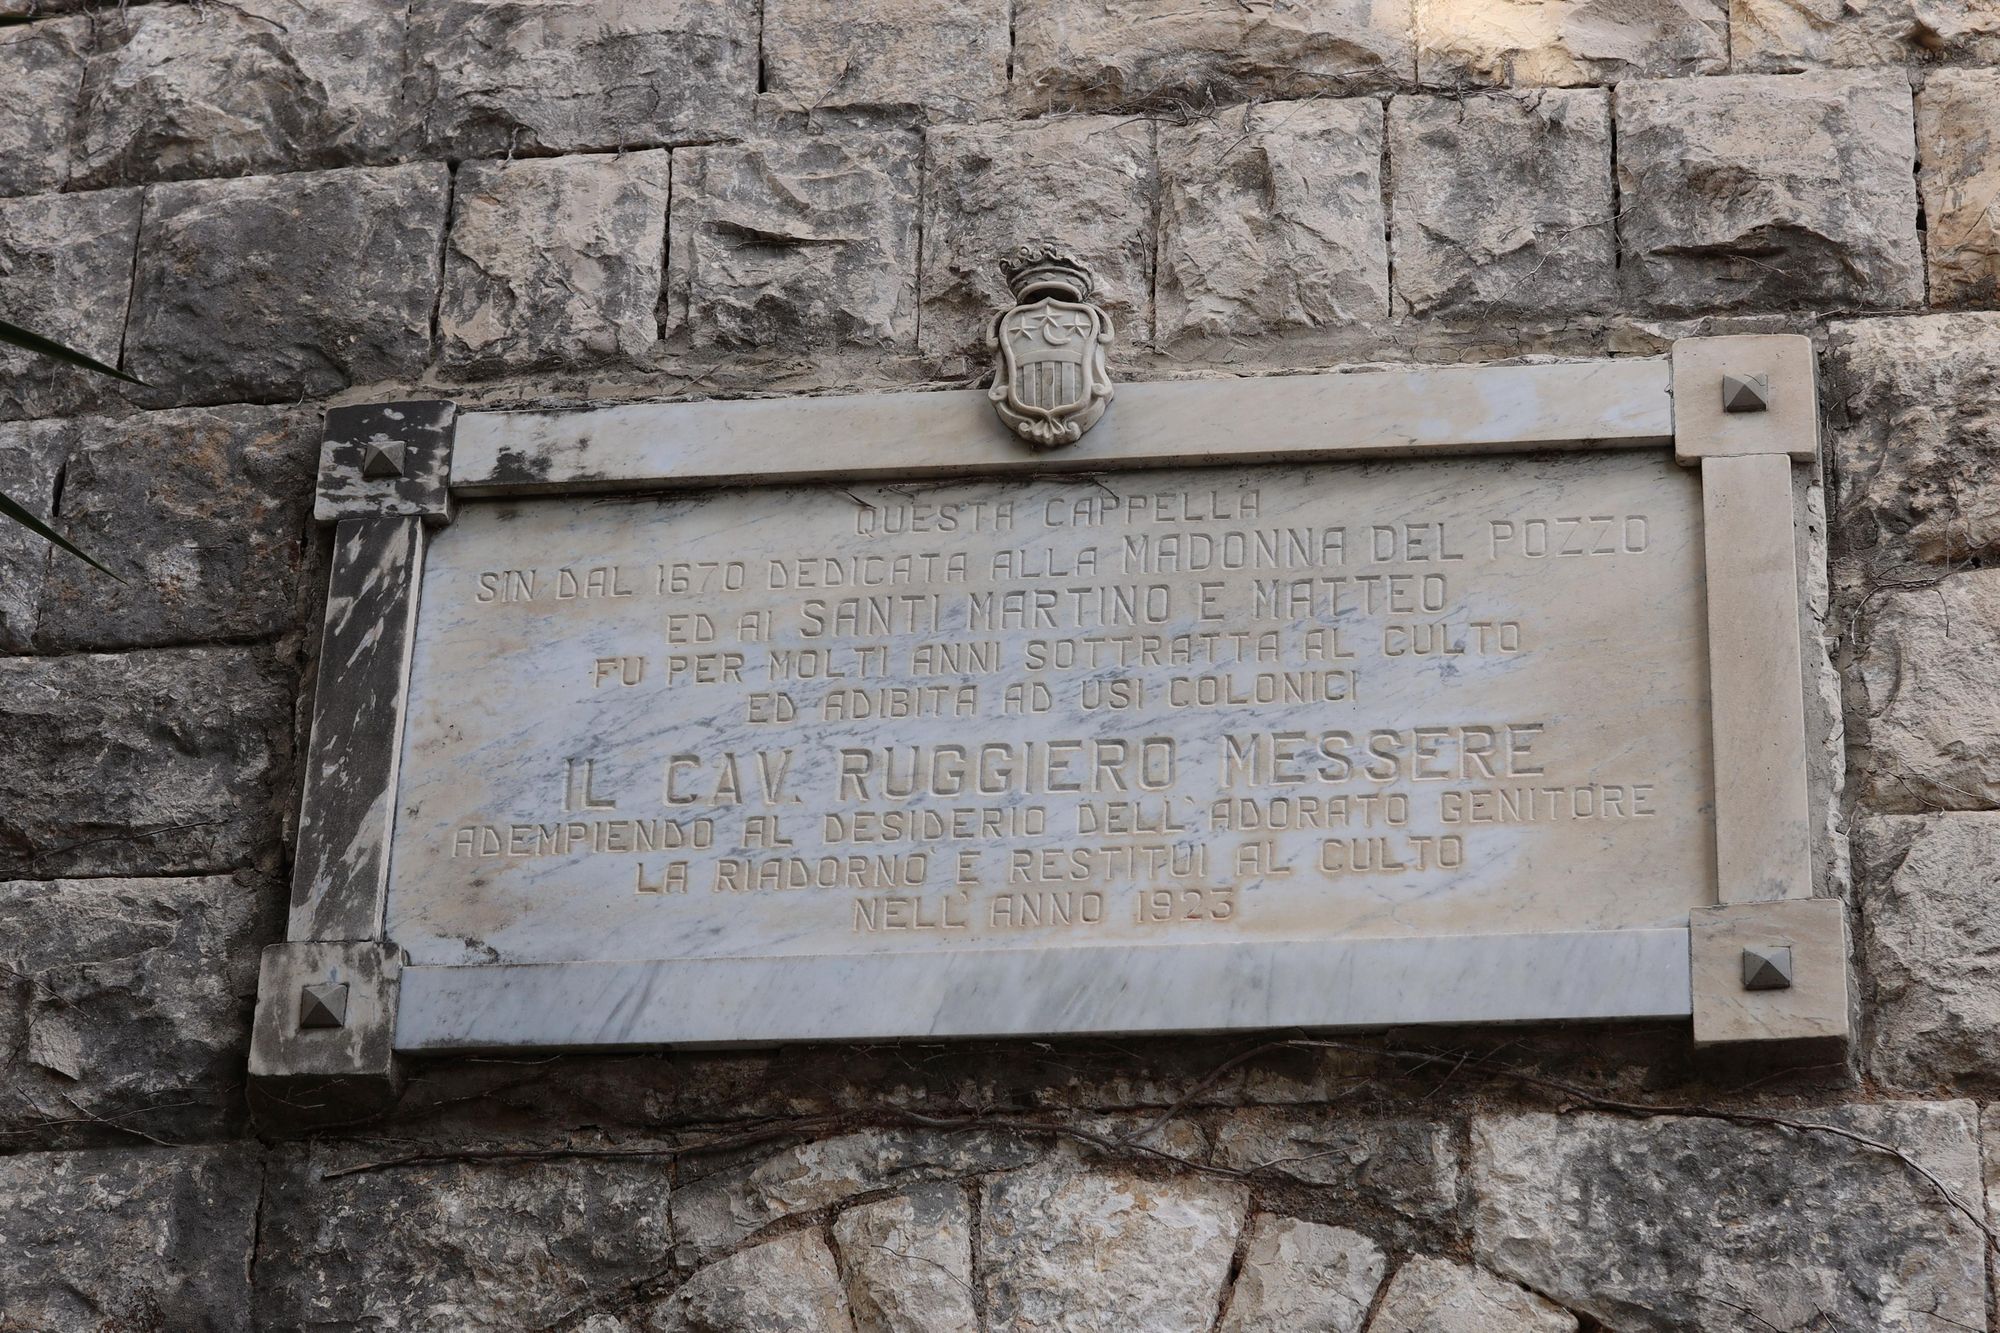 QUESTA CAPPELLA
SIN DAL 1670 DEDICATA ALLA MADONNA DEL POZZO
ED AI SANTI MARTINO E MATTEO
FU PER MOLTI ANNI SOTTRATTA AL CULTO
ED ADIBITA AD USI COLONICI
IL CAV. RUGGIERO MESSERE
ADEMPIENDO AL DESIDERIO DELL'ADORATO GENITORE
LA RIADORNO' E RESTITUI AL CULTO
NELL'ANNO 1923